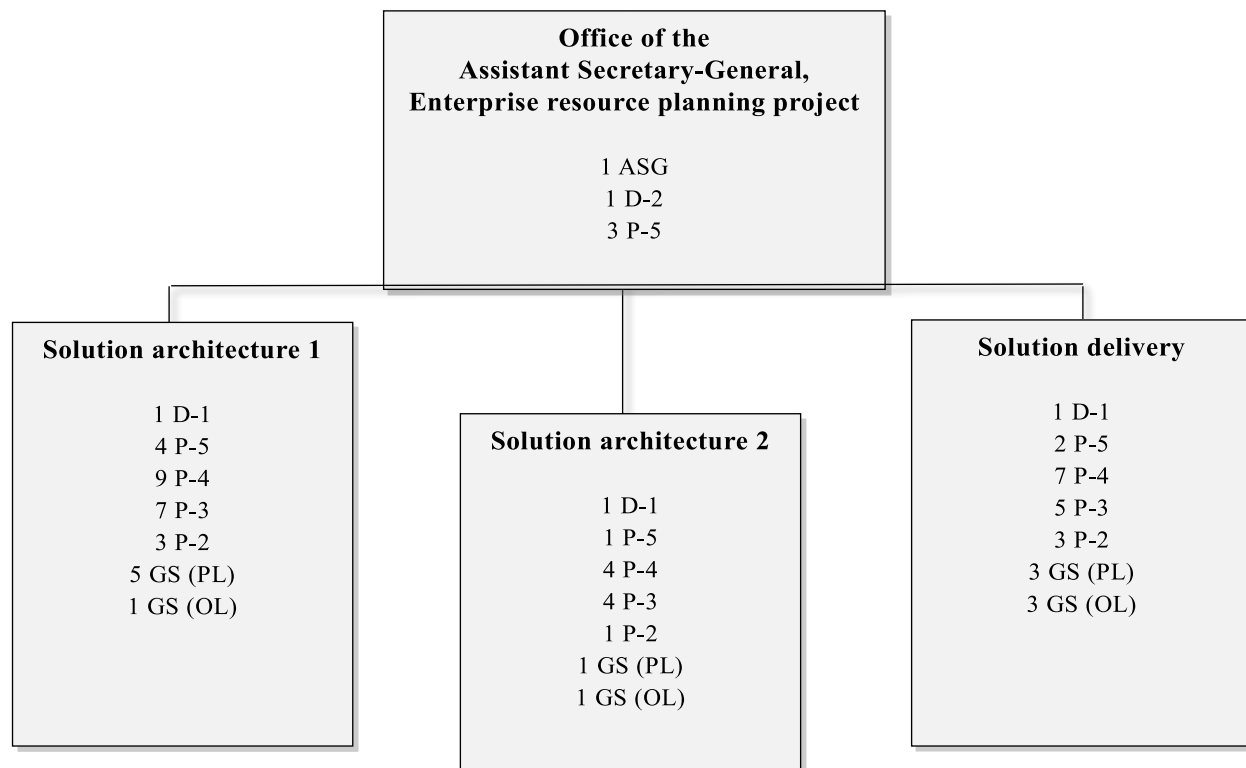 Office of the
Assistant Secretary-General,
Enterprise resource planning project
1 ASG
1 D-2
3 P-5
Solution architecture 1
1 D-1
4 P-5
9 P-4
7 P-3
3 P-2
5 GS (PL)
1 GS (OL)
Solution architecture 2
1 D-1
1 P-5
4 P-4
4 P-3
1 P-2
1 GS (PL)
1 GS (OL)
Solution delivery
1 D-1
2 P-5
7 P-4
5 P-3
3 P-2
3 GS (PL)
3 GS (OL)